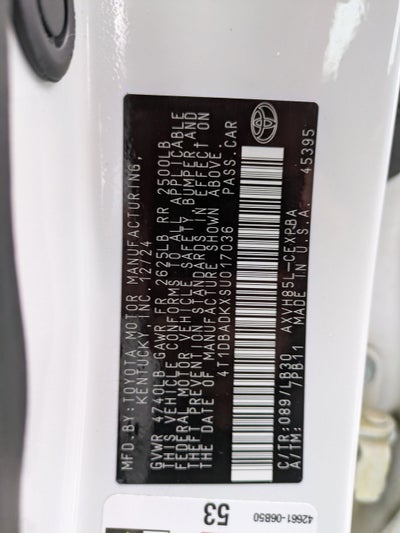 MFD.BY:TOYOTA MOTOR MANUFACTURING,
KENTUCKY, INC. 12/24
GVWR 4740LB GAWR FR 2625LB RR 2500LB
THIS VEHICLE CONFORMS TO ALL APPLICABLE
FEDERAL MOTOR VEHICLE SAFETY, BUMPER, AND
THEFT PREVENTION STANDARDS IN EFFECT ON
THE DATE OF MANUFACTURE SHOWN ABOVE.
4T1DBADKXSU017036 PASS.CAR
C/TR:089/LB30 AXVH85L-CEXPBA
A/TM: 7PB11 MADE IN U.S.A. 45395
53
42661-06B50